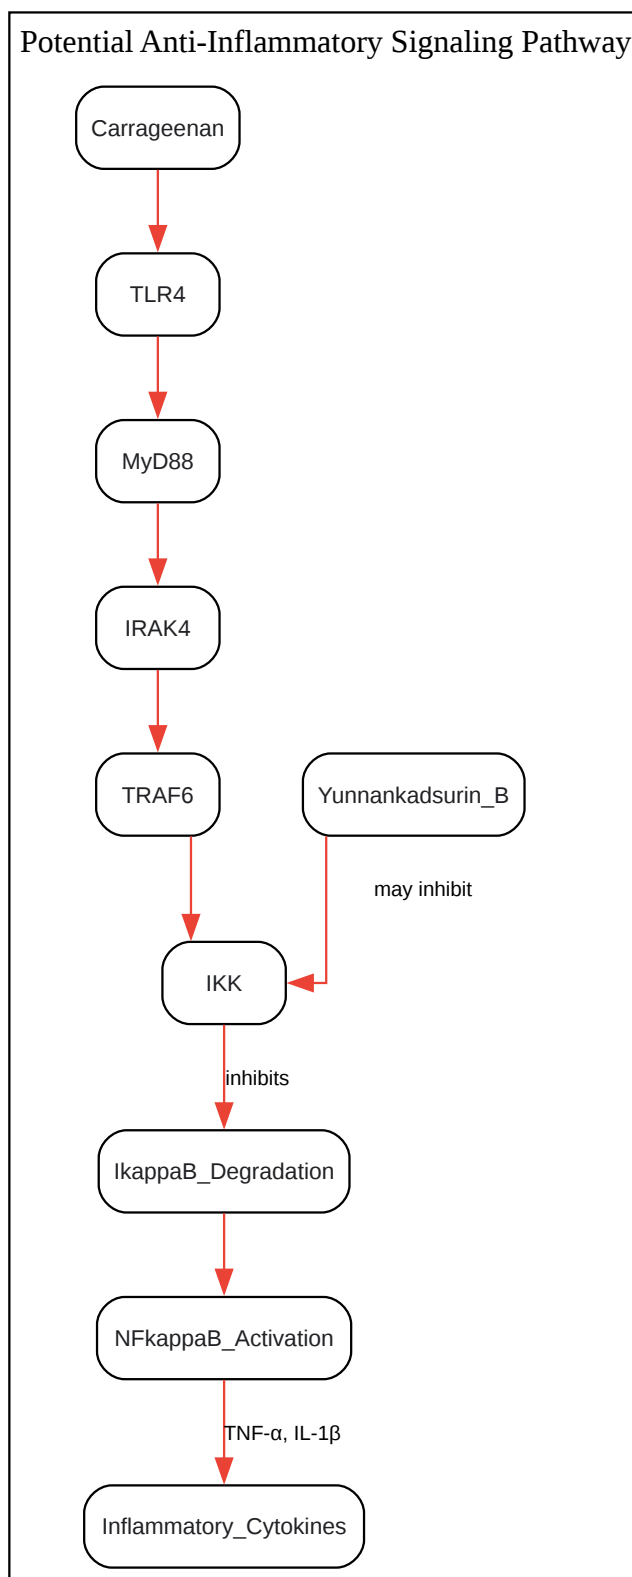 Potential Anti-Inflammatory Signaling Pathway
Carrageenan
TLR4
MyD88
IRAK4
TRAF6
Yunnankadsurin_B
may inhibit
IKK
inhibits
IkappaB_Degradation
NFkappaB_Activation
TNF-α, IL-1β
Inflammatory_Cytokines